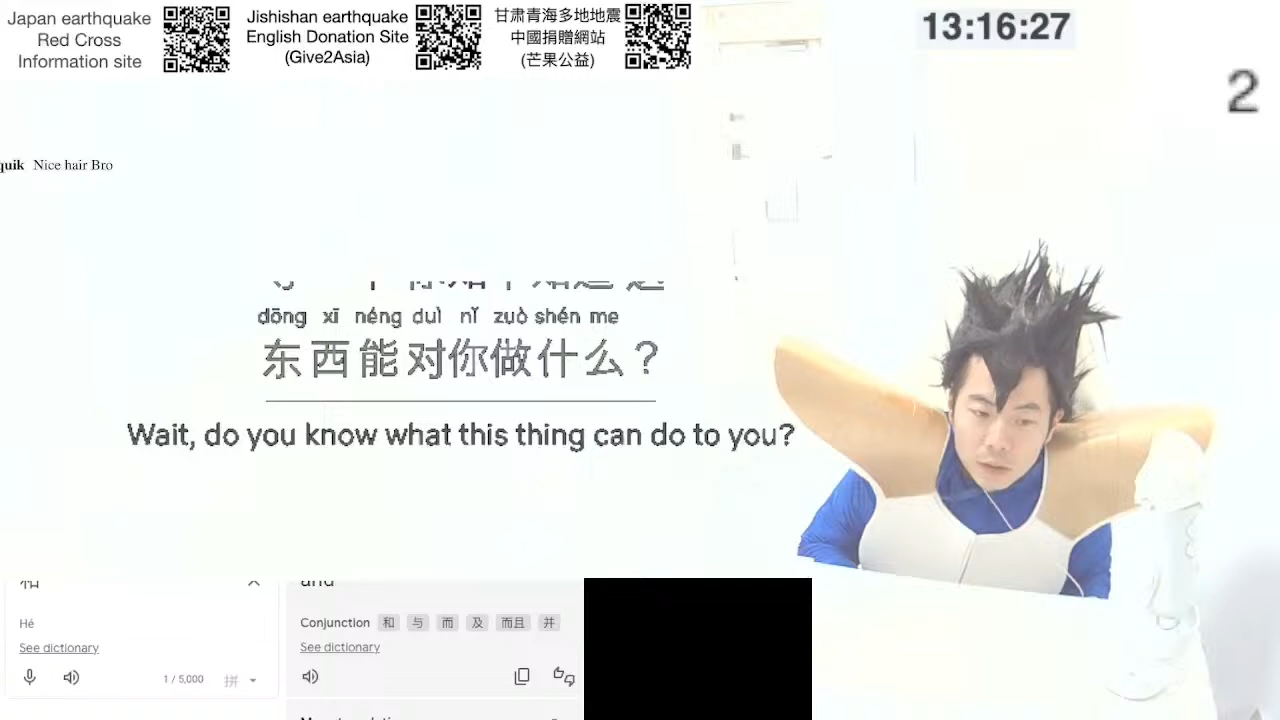 Japan earthquake
Red Cross
Information site
Jishishan earthquake
English Donation Site
(Give2Asia)
甘肃青海多地地震
中國捐贈網站
(芒果公益)
13:16:27
2
quik Nice hair Bro
dōng xī néng duì nǐ zuò shén me
东西能对你做什么？
Wait, do you know what this thing can do to you?
Hé
See dictionary
1 / 5,000
拼
and
Conjunction 和 与 而 及 而且 并
See dictionary